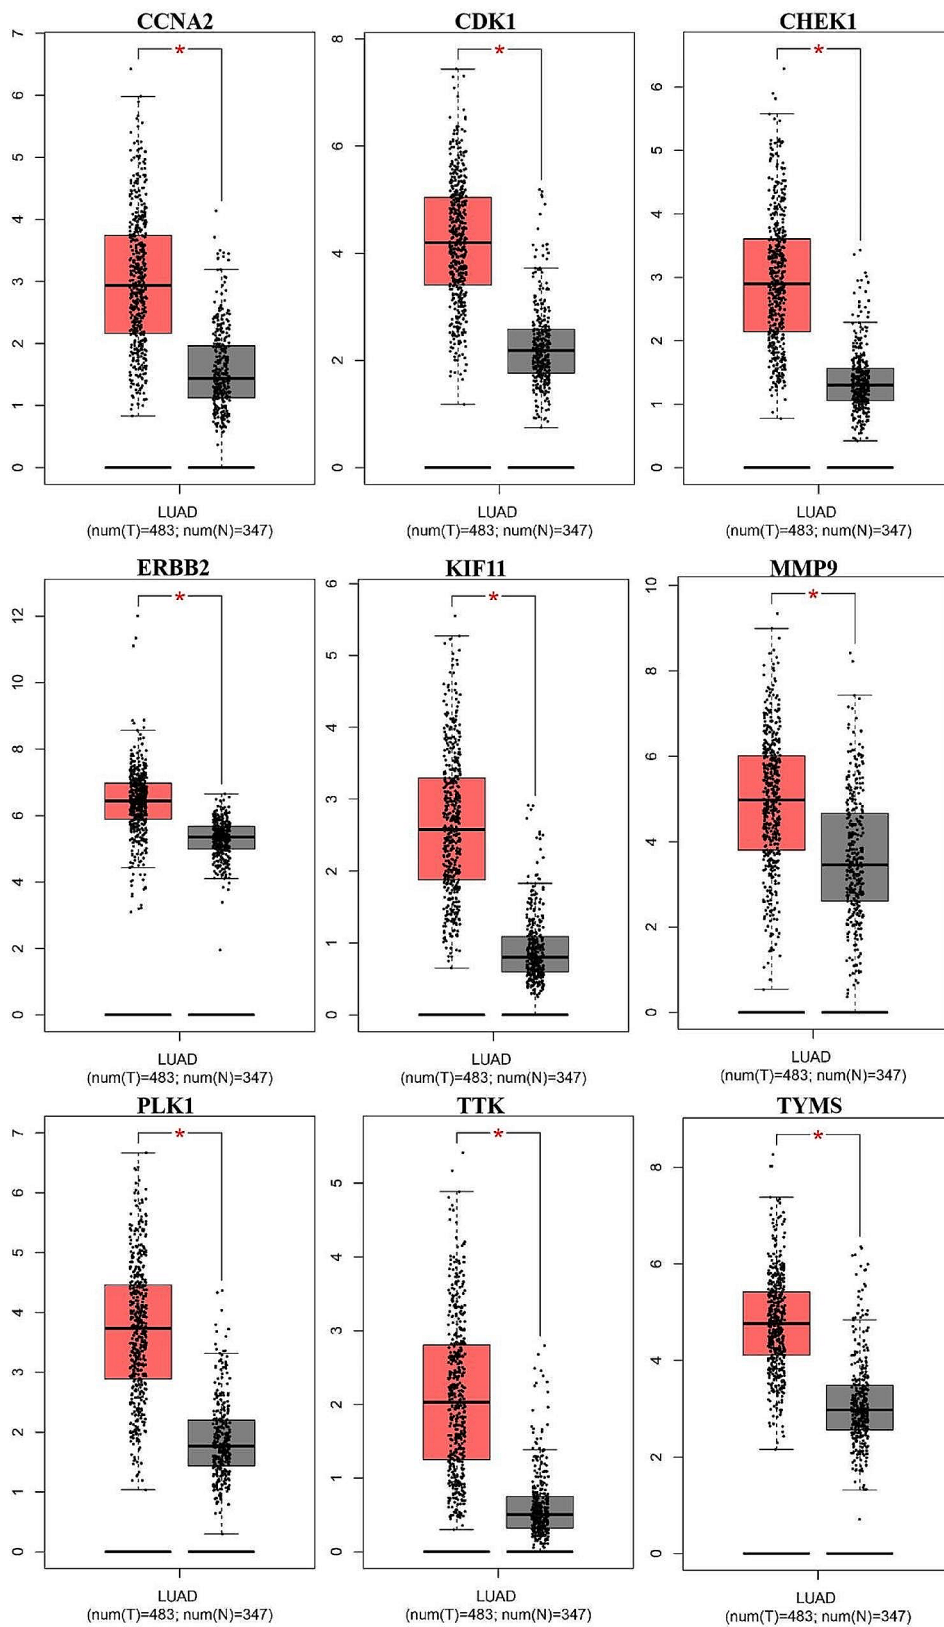 CCNA2 CDK1 CHEK1
* * *
7 6 5 4 3 2 1 0
8 6 4 2 0
6 5 4 3 2 1 0
LUAD LUAD LUAD
(num(T)=483; num(N)=347) (num(T)=483; num(N)=347) (num(T)=483; num(N)=347)
ERBB2 KIF11 MMP9
* * *
12 10 8 6 4 2 0
6 5 4 3 2 1 0
10 8 6 4 2 0
LUAD LUAD LUAD
(num(T)=483; num(N)=347) (num(T)=483; num(N)=347) (num(T)=483; num(N)=347)
PLK1 TTK TYMS
* * *
7 6 5 4 3 2 1 0
5 4 3 2 1 0
8 6 4 2 0
LUAD LUAD LUAD
(num(T)=483; num(N)=347) (num(T)=483; num(N)=347) (num(T)=483; num(N)=347)